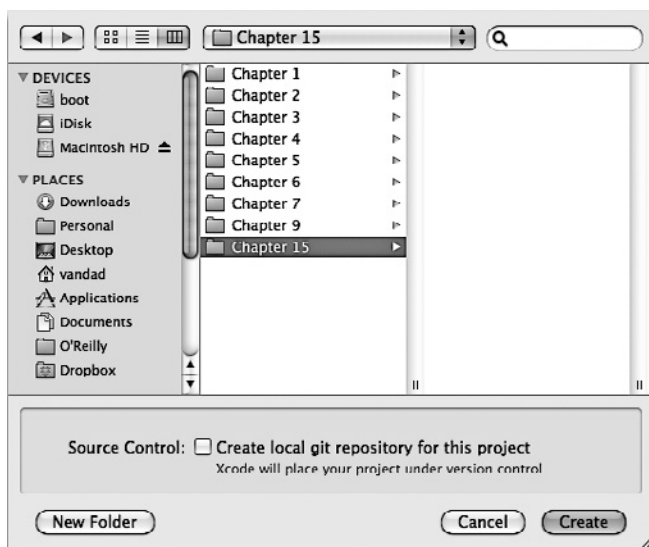 Chapter 15
DEVICES
boot
iDisk
Macintosh HD
PLACES
Downloads
Personal
Desktop
vandad
Applications
Documents
O'Reilly
Dropbox
Chapter 1
Chapter 2
Chapter 3
Chapter 4
Chapter 5
Chapter 6
Chapter 7
Chapter 9
Chapter 15
Source Control: Create local git repository for this project
Xcode will place your project under version control
New Folder Cancel Create